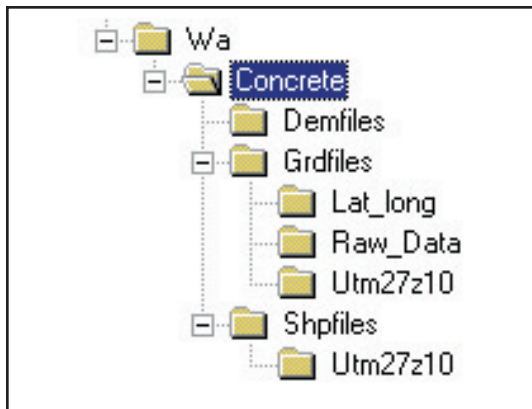 Wa
Concrete
Demfiles
Grdfiles
Lat_long
Raw_Data
Utm27z10
Shpfiles
Utm27z10